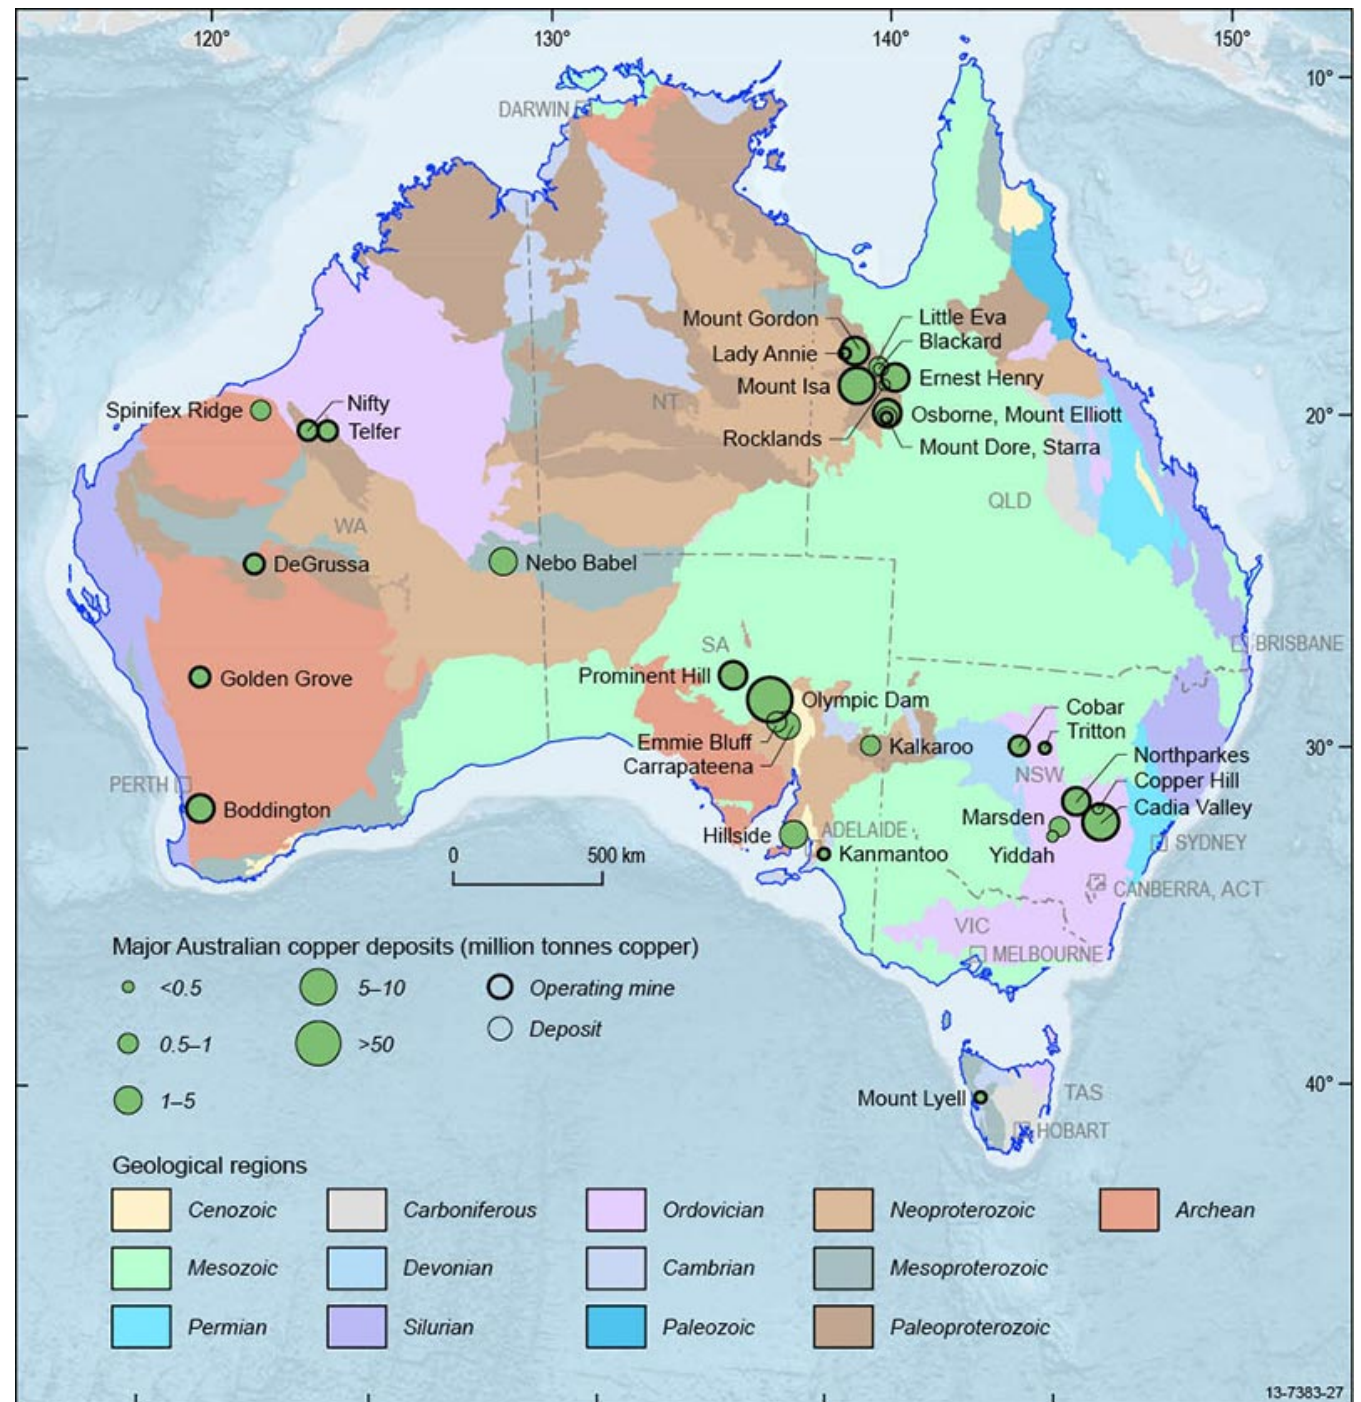 120°
130°
140°
150°
10°
DARWIN
Mount Gordon
Little Eva
Blackard
Lady Annie
Mount Isa
Ernest Henry
NT
Spinifex Ridge
Nifty
20°
Telfer
Osborne, Mount Elliott
Rocklands
Mount Dore, Starra
QLD
WA
DeGrussa
Nebo Babel
SA
BRISBANE
Golden Grove
Prominent Hill
Olympic Dam
Cobar
Tritton
Emmie Bluff
Kalkaroo
30°
Carrapateena
NSW
Northparkes
PERTH
Copper Hill
Boddington
Marsden
Cadia Valley
Hillside
ADELAIDE
SYDNEY
0
500 km
Kanmantoo
Yiddah
CANBERRA, ACT
VIC
MELBOURNE
Major Australian copper deposits (million tonnes copper)
<0.5
5–10
Operating mine
0.5–1
>50
Deposit
1–5
40°
Mount Lyell
TAS
HOBART
Geological regions
Cenozoic
Carboniferous
Ordovician
Neoproterozoic
Archean
Mesozoic
Devonian
Cambrian
Mesoproterozoic
Permian
Silurian
Paleozoic
Paleoproterozoic
13-7383-27